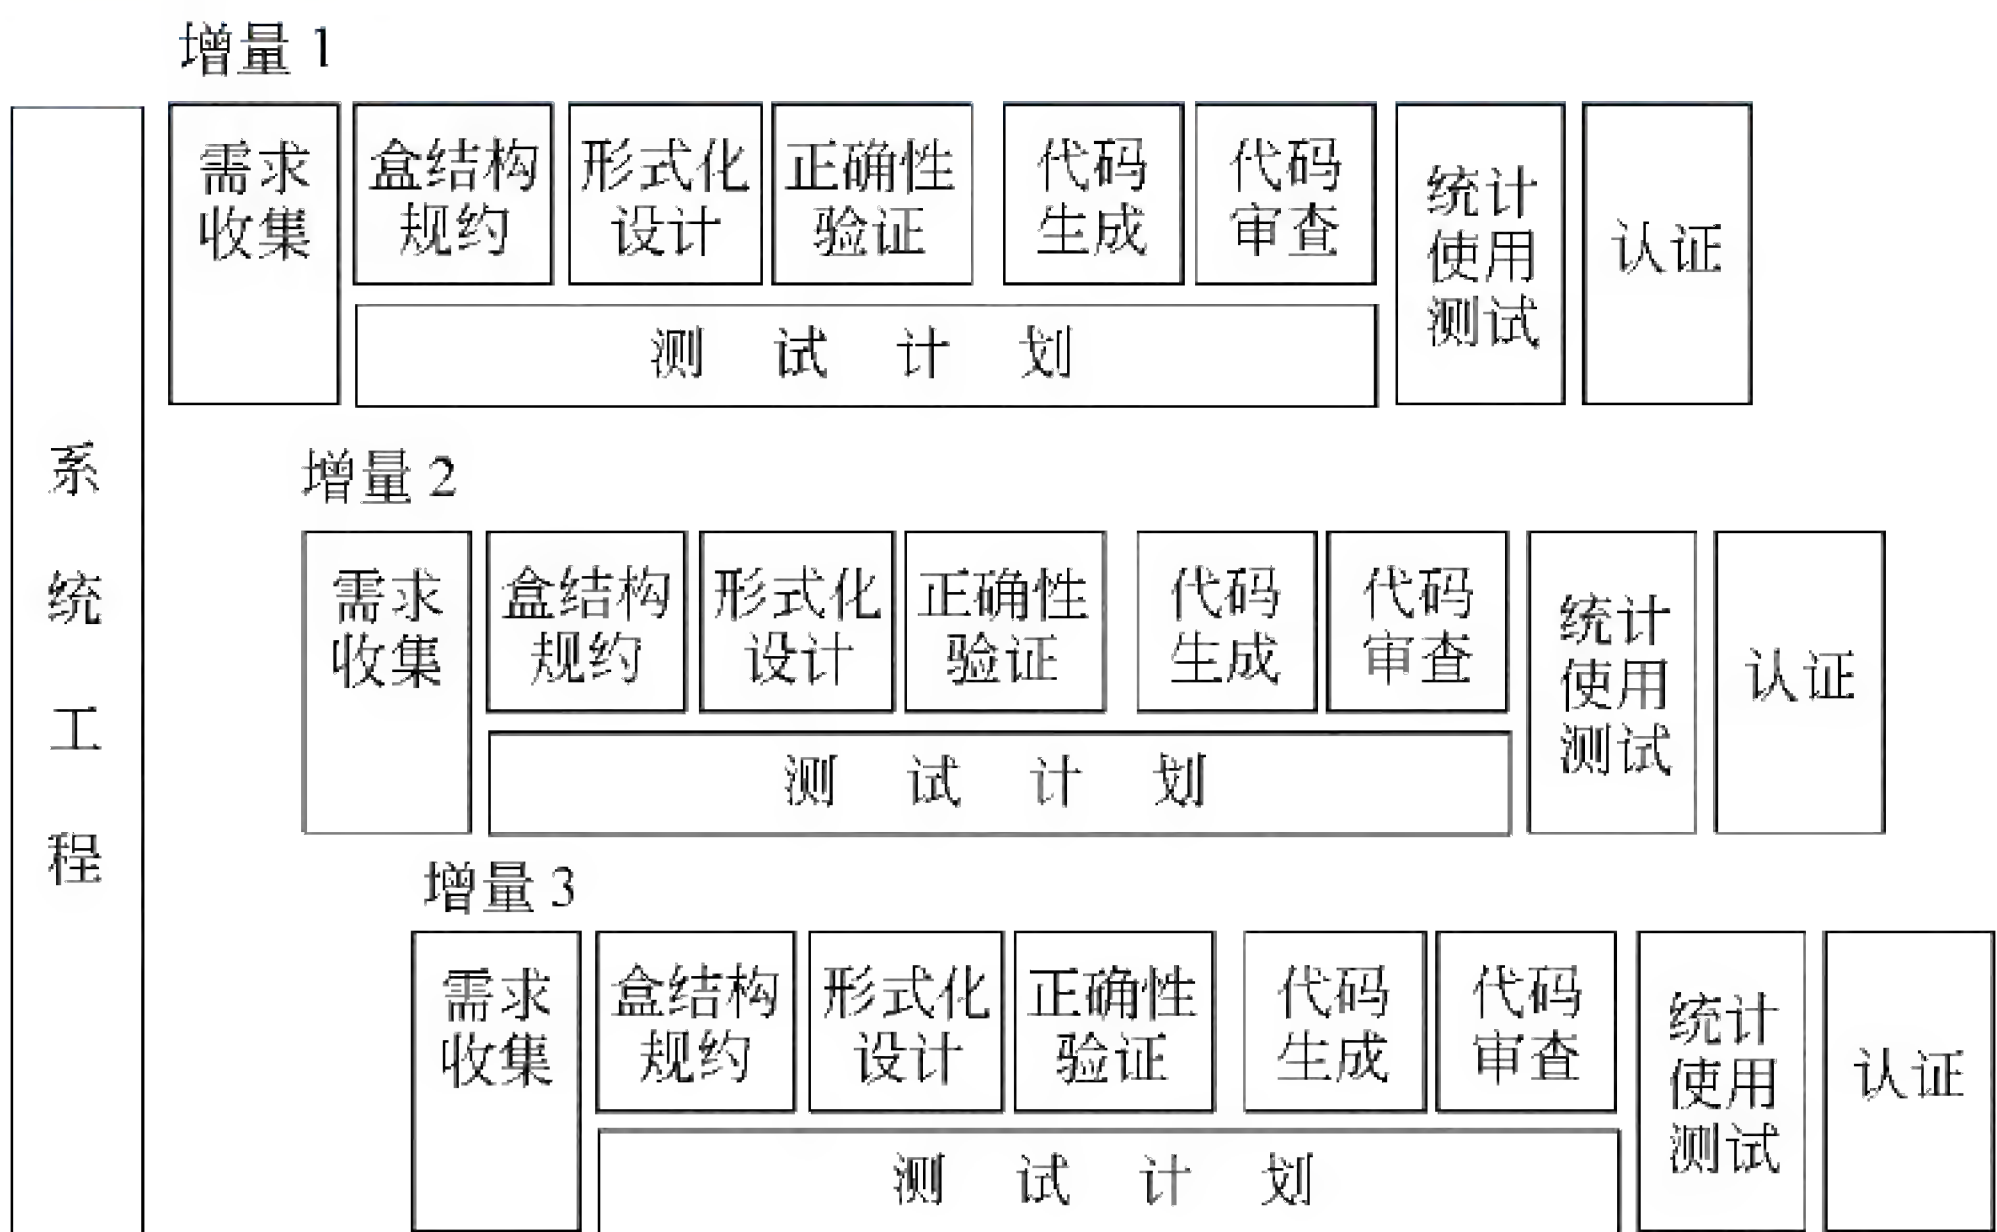 增量 1
系统工程
需求
收集
盒结构
规约
形式化
设计
正确性
验证
代码
生成
代码
审查
统计
使用
测试
认证
测试计划
增量 2
需求
收集
盒结构
规约
形式化
设计
正确性
验证
代码
生成
代码
审查
统计
使用
测试
认证
测试计划
增量 3
需求
收集
盒结构
规约
形式化
设计
正确性
验证
代码
生成
代码
审查
统计
使用
测试
认证
测试计划